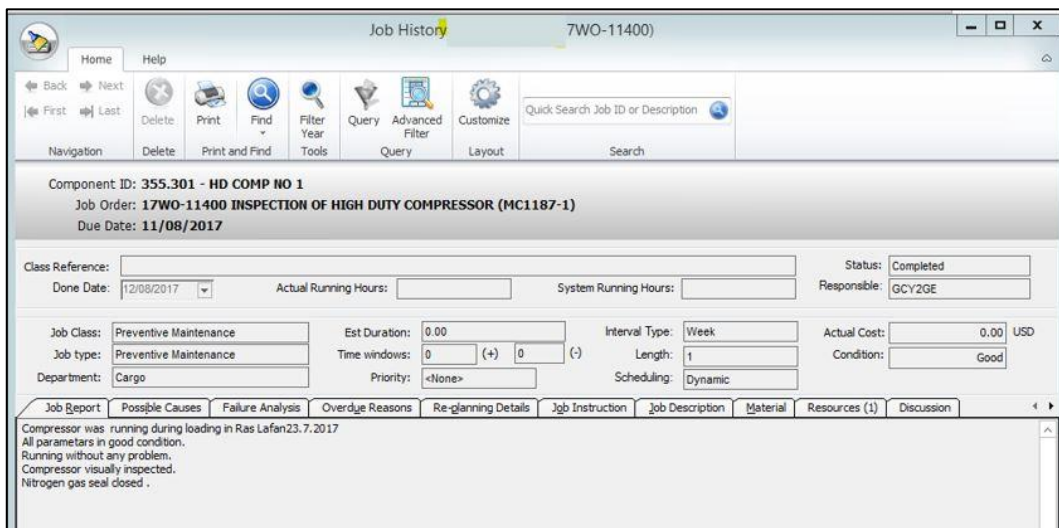 Job History 7WO-11400)
Home Help
Back Next
First Last
Delete
Print
Find
Filter Year
Query
Advanced Filter
Customize
Quick Search Job ID or Description
Navigation Delete Print and Find Tools Query Layout Search
Component ID: 355.301 - HD COMP NO 1
Job Order: 17WO-11400 INSPECTION OF HIGH DUTY COMPRESSOR (MC1187-1)
Due Date: 11/08/2017
Class Reference: Status: Completed
Done Date: 12/08/2017 Actual Running Hours: System Running Hours: Responsible: GCY2GE
Job Class: Preventive Maintenance Est Duration: 0.00 Interval Type: Week Actual Cost: 0.00 USD
Job type: Preventive Maintenance Time windows: 0 (+) 0 (-) Length: 1 Condition: Good
Department: Cargo Priority: <None> Scheduling: Dynamic
Job Report Possible Causes Failure Analysis Overdue Reasons Re-planning Details Job Instruction Job Description Material Resources (1) Discussion
Compressor was running during loading in Ras Lafan23.7.2017
All parametars in good condition.
Running without any problem.
Compressor visually inspected.
Nitrogen gas seal closed .